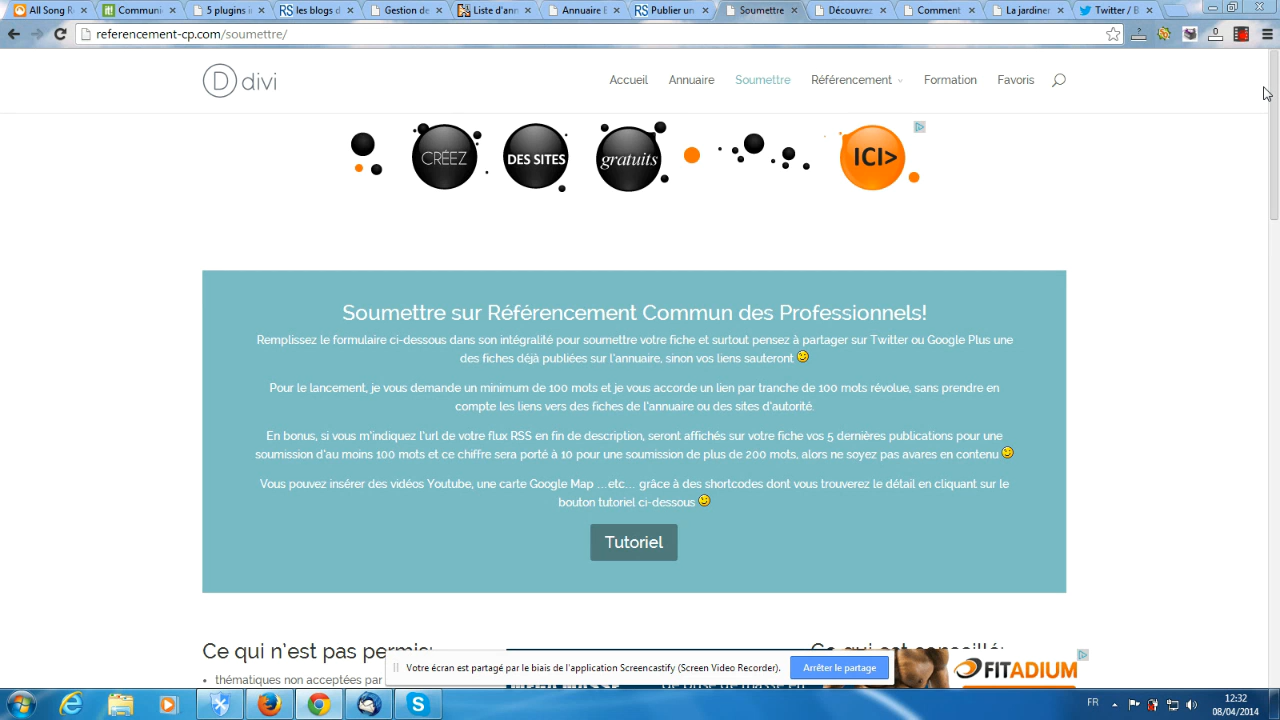 All Song Re
Communic
5 plugins in
RS les blogs d
Gestion de
Liste d'ann
Annuaire E
RS Publier un
Soumettre
Découvrez
Comment
La jardiner
Twitter / B
referencement-cp.com/soumettre/
D divi
Accueil
Annuaire
Soumettre
Référencement
Formation
Favoris
CRÉEZ
DES SITES
gratuits
ICI>
Soumettre sur Référencement Commun des Professionnels!
Remplissez le formulaire ci-dessous dans son intégralité pour soumettre votre fiche et surtout pensez à partager sur Twitter ou Google Plus une
des fiches déjà publiées sur l'annuaire, sinon vos liens sauteront
Pour le lancement, je vous demande un minimum de 100 mots et je vous accorde un lien par tranche de 100 mots révolue, sans prendre en
compte les liens vers des fiches de l'annuaire ou des sites d'autorité.
En bonus, si vous m'indiquez l'url de votre flux RSS en fin de description, seront affichés sur votre fiche vos 5 dernières publications pour une
soumission d'au moins 100 mots et ce chiffre sera porté à 10 pour une soumission de plus de 200 mots, alors ne soyez pas avares en contenu
Vous pouvez insérer des vidéos Youtube, une carte Google Map ...etc... grâce à des shortcodes dont vous trouverez le détail en cliquant sur le
bouton tutoriel ci-dessous
Tutoriel
Ce qui n'est pas permis:
Ce qui est conseillé:
Votre écran est partagé par le biais de l'application Screencastify (Screen Video Recorder).
Arrêter le partage
FITADIUM
thématiques non acceptées par
FR
12:32
08/04/2014